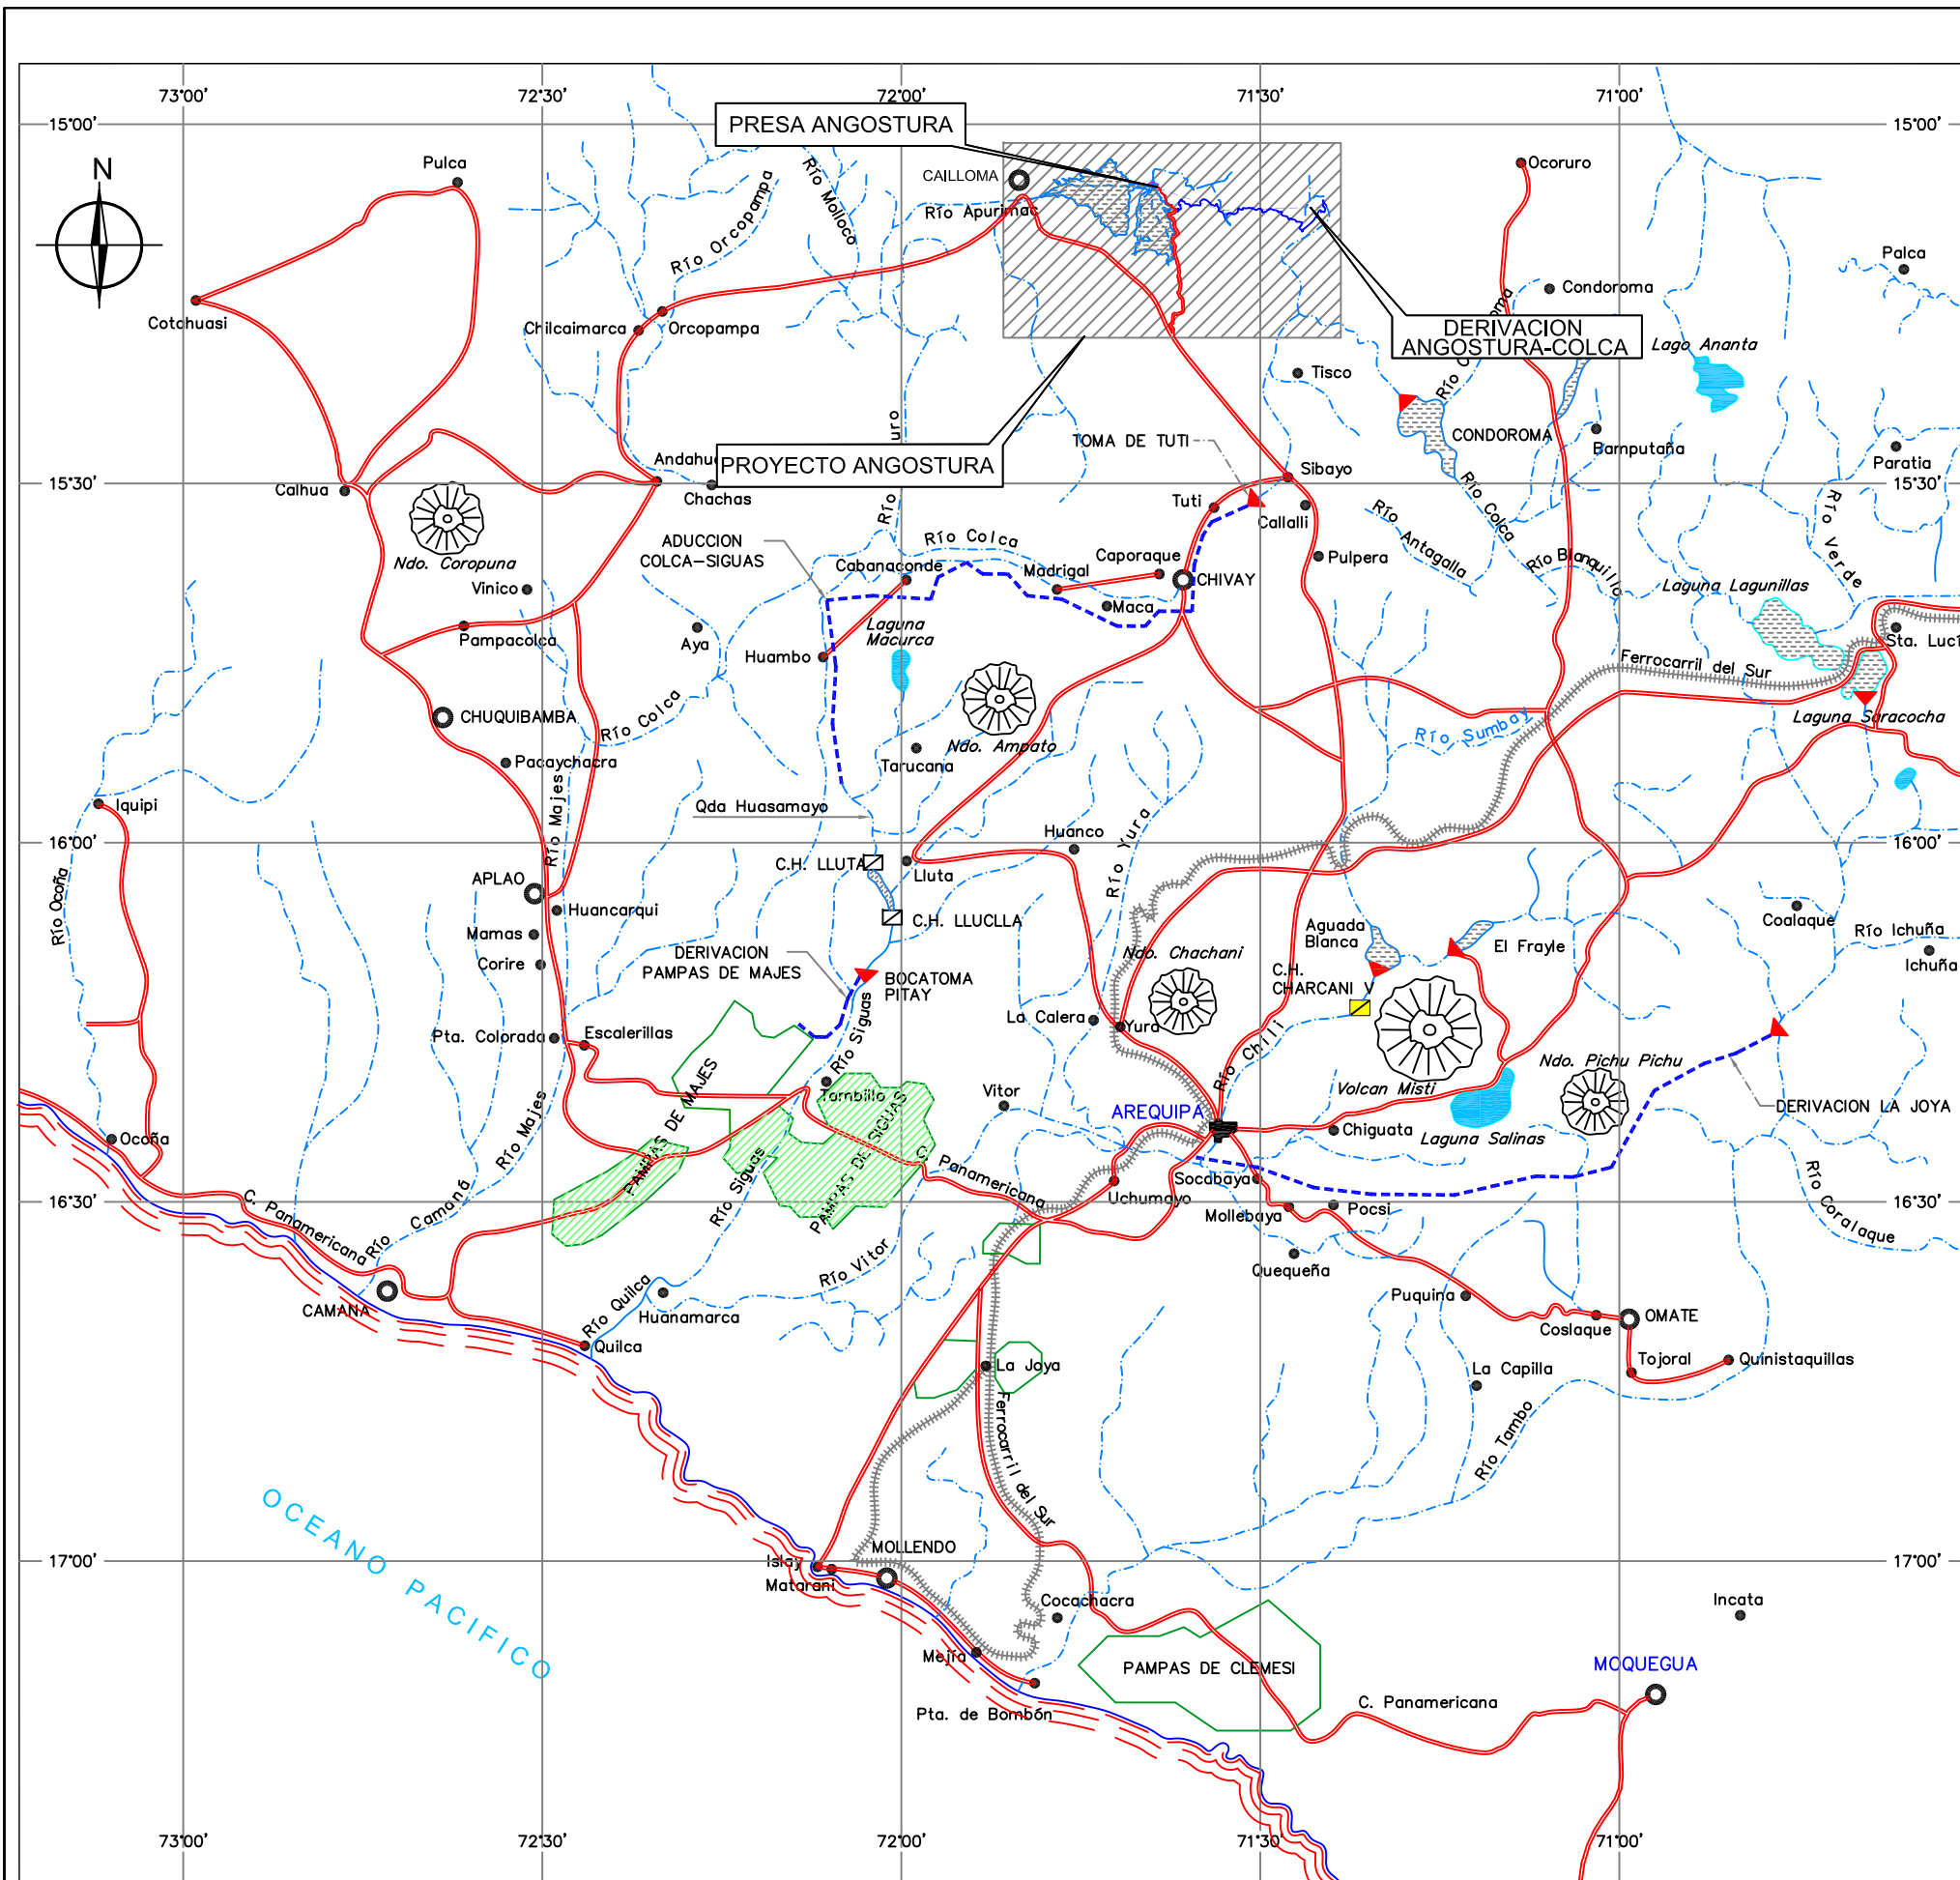 73°00'
72°30'
72°00'
71°30'
71°00'
15°00'
15°00'
PRESA ANGOSTURA
N
Pulca
CAILLOMA
Río Apurimac
Río Orcopampa
Río Molloco
Ocoruro
Palca
Condoroma
Cotahuasi
Chilcaimarca
Orcopampa
DERIVACION
ANGOSTURA-COLCA
Lago Ananta
Tisco
CONDOROMA
Barnputaña
TOMA DE TUTI
PROYECTO ANGOSTURA
Paratia
Sibayo
Calhua
15°30'
15°30'
Chachas
Río
Tuti
Callalli
Río Colca
Río Antagalla
Río Verde
Ndo. Coropuna
ADUCCION
COLCA-SIGUAS
Río Colca
Cabanaconde
Madrigal
Caporaque
CHIVAY
Pulpera
Río Blanquillo
Laguna Lagunillas
Vinico
Maca
Pampacolca
Aya
Huambo
Laguna
Macurca
Ferrocarril del Sur
CHUQUIBAMBA
Río Colca
Ndo. Ampato
Tarucana
Río Sumbay
Laguna Saracocha
Pacaychacra
Río Majes
Iquipi
Qda Huasamayo
Huanco
Río Yura
16°00'
16°00'
C.H. LLUTA
Lluta
APLAO
Huancarqui
C.H. LLUCLLA
Río Ocoña
Mamas
Corire
DERIVACION
PAMPAS DE MAJES
BOCATOMA
PITAY
Ndo. Chachani
Aguada
Blanca
C.H.
CHARCANI V
El Frayle
Coalaque
Río Ichuña
Ichuña
Pta. Colorada
Escalerillas
La Calera
Yura
Río Siguas
Río Chili
Volcan Misti
Ndo. Pichu Pichu
PAMPAS DE MAJES
Tambillo
Vitor
AREQUIPA
Chiguata
Laguna Salinas
DERIVACION LA JOYA
Ocoña
Río Majes
PAMPAS DE SIGUAS
C. Panamericana
Uchumayo
Socabaya
Mollebaya
Pocsi
Río Coralaque
16°30'
16°30'
C. Panamericana
Río Camaná
Río Siguas
Quequeña
Río Vitor
CAMANA
Río Quilca
Huanamarca
Quilca
Puquina
Coslaque
OMATE
Tojoral
Quinistaquillas
La Joya
La Capilla
Ferrocarril del Sur
Río Tambo
OCEANO PACIFICO
MOLLENDO
17°00'
17°00'
Islay
Matarani
Cocachacra
Incata
Mejía
PAMPAS DE CLEMESI
MOQUEGUA
Pta. de Bombón
C. Panamericana
73°00'
72°30'
72°00'
71°30'
71°00'